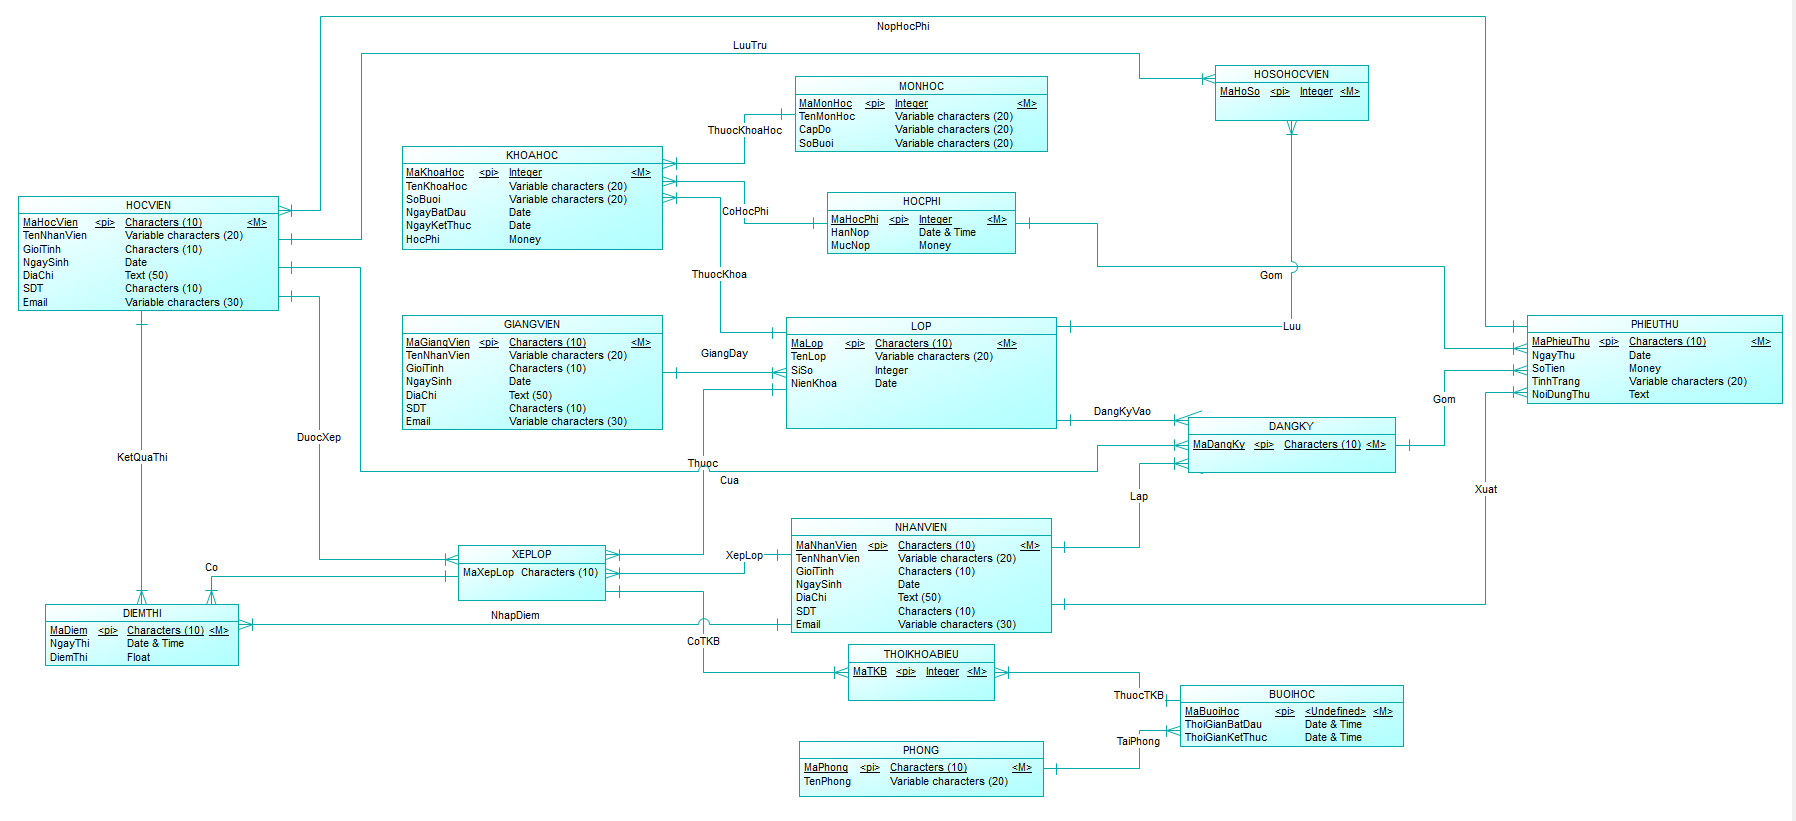 NopHocPhi
LuuTru
HOSOHOCVIEN
MaHoSo <pi> Integer <M>
MONHOC
MaMonHoc <pi> Integer <M>
TenMonHoc Variable characters (20)
CapDo Variable characters (20)
SoBuoi Variable characters (20)
ThuocKhoaHoc
KHOAHOC
MaKhoaHoc <pi> Integer <M>
TenKhoaHoc Variable characters (20)
SoBuoi Variable characters (20)
NgayBatDau Date
NgayKetThuc Date
HocPhi Money
HOCVIEN
MaHocVien <pi> Characters (10) <M>
TenNhanVien Variable characters (20)
GioiTinh Characters (10)
NgaySinh Date
DiaChi Text (50)
SDT Characters (10)
Email Variable characters (30)
CoHocPhi
HOCPHI
MaHocPhi <pi> Integer <M>
HanNop Date & Time
MucNop Money
ThuocKhoa
Gom
GIANGVIEN
MaGiangVien <pi> Characters (10) <M>
TenNhanVien Variable characters (20)
GioiTinh Characters (10)
NgaySinh Date
DiaChi Text (50)
SDT Characters (10)
Email Variable characters (30)
GiangDay
LOP
MaLop <pi> Characters (10) <M>
TenLop Variable characters (20)
SiSo Integer
NienKhoa Date
Luu
PHIEUTHU
MaPhieuThu <pi> Characters (10) <M>
NgayThu Date
SoTien Money
TinhTrang Variable characters (20)
NoiDungThu Text
Gom
DangKyVao
DANGKY
MaDangKy <pi> Characters (10) <M>
DuocXep
KetQuaThi
Thuoc
Cua
Lap
Xuat
NHANVIEN
MaNhanVien <pi> Characters (10) <M>
TenNhanVien Variable characters (20)
GioiTinh Characters (10)
NgaySinh Date
DiaChi Text (50)
SDT Characters (10)
Email Variable characters (30)
XepLop
XEPLOP
MaXepLop Characters (10)
Co
DIEMTHI
MaDiem <pi> Characters (10) <M>
NgayThi Date & Time
DiemThi Float
NhapDiem
CoTKB
THOIKHOABIEU
MaTKB <pi> Integer <M>
ThuocTKB
BUOIHOC
MaBuoiHoc <pi> <Undefined> <M>
ThoiGianBatDau Date & Time
ThoiGianKetThuc Date & Time
TaiPhong
PHONG
MaPhong <pi> Characters (10) <M>
TenPhong Variable characters (20)